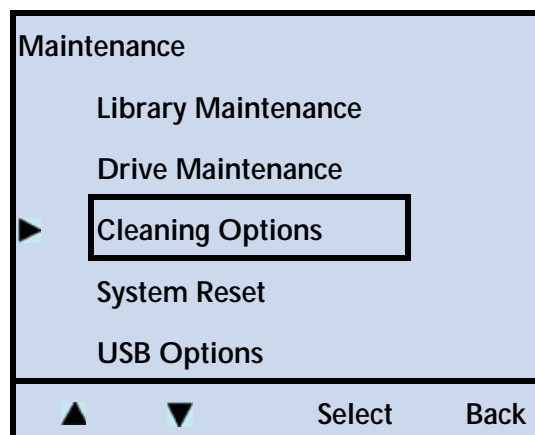 Maintenance
Library Maintenance
Drive Maintenance
Cleaning Options
System Reset
USB Options
Select Back